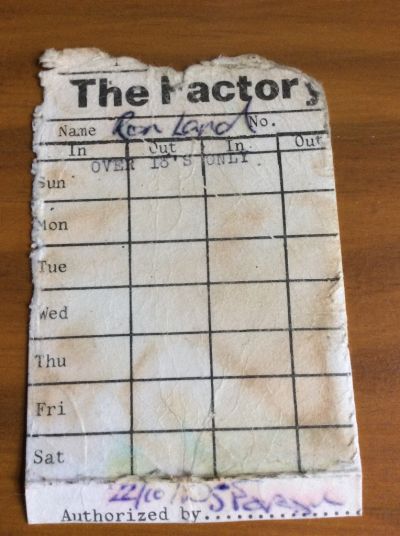 The Factory
Name Ron Land No.
In Out In Out
OVER 18'S ONLY.
Sun
Mon
Tue
Wed
Thu
Fri
Sat
22/10
Authorized by